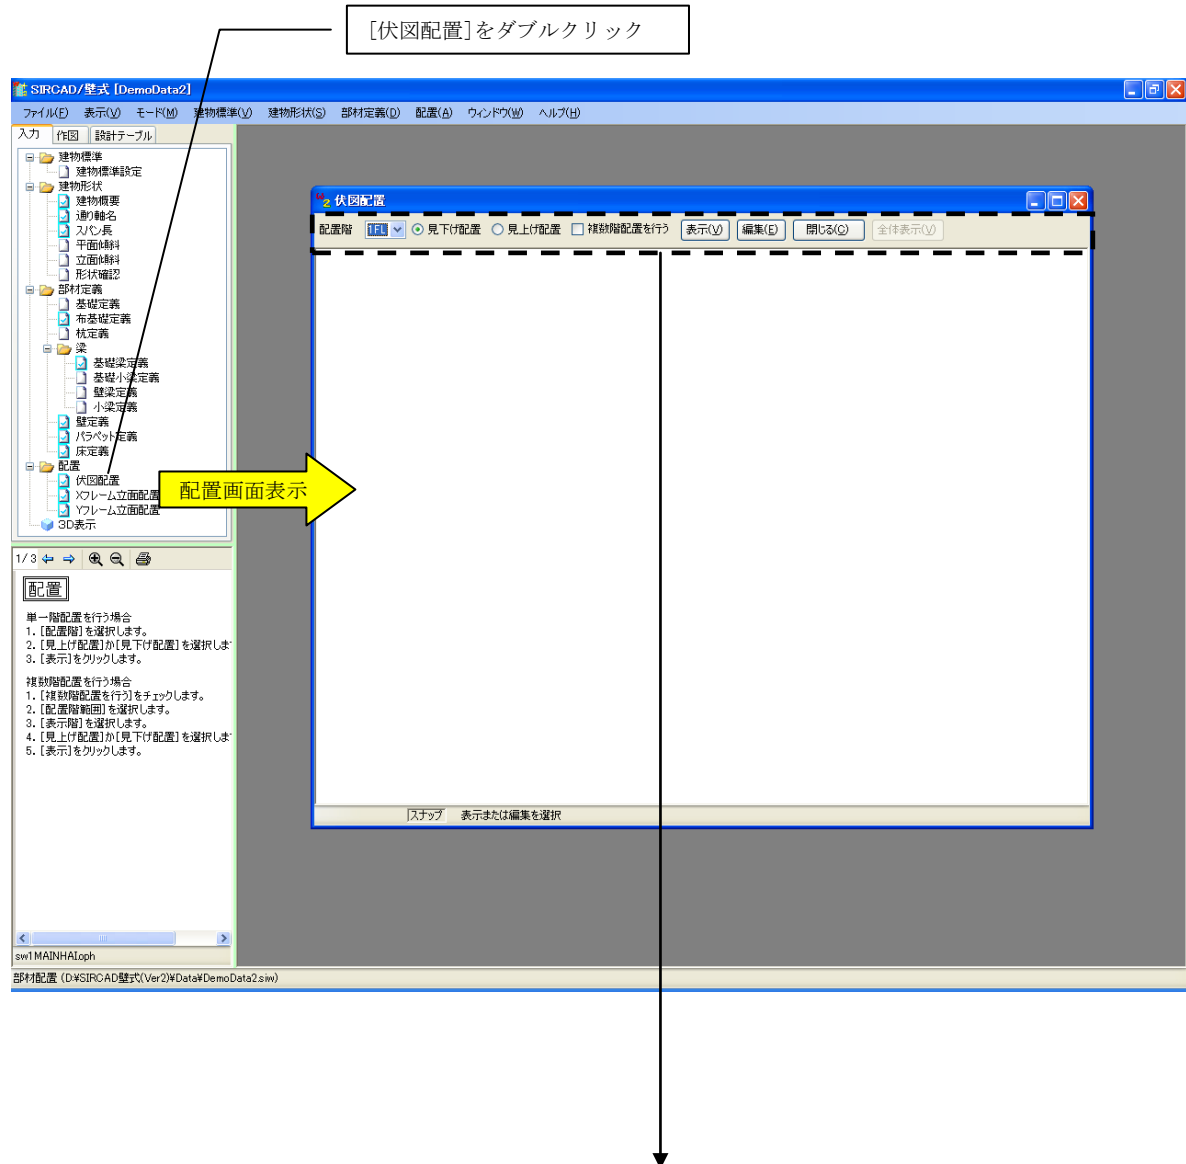 [伏図配置]をダブルクリック
SIRCAD/壁式 [DemoData2]
ファイル(F) 表示(V) モード(M) 建物標準(V) 建物形状(S) 部材定義(D) 配置(A) ウィンドウ(W) ヘルプ(H)
入力 作図 設計テーブル
建物標準
建物標準設定
建物形状
建物概要
通り軸名
スパン長
平面傾斜
立面傾斜
形状確認
部材定義
基礎定義
布基礎定義
杭定義
梁
基礎梁定義
基礎小梁定義
壁梁定義
小梁定義
壁定義
パラペット定義
床定義
配置
伏図配置
Xフレーム立面配置
Yフレーム立面配置
3D表示
配置画面表示
伏図配置
配置階 1FL 見下げ配置 見上げ配置 複数階配置を行う 表示(V) 編集(E) 閉じる(C) 全体表示(V)
スナップ 表示または編集を選択
1/3
配置
単一階配置を行う場合
1. [配置階]を選択します。
2. [見上げ配置]か[見下げ配置]を選択しま
3. [表示]をクリックします。
複数階配置を行う場合
1. [複数階配置を行う]をチェックします。
2. [配置階範囲]を選択します。
3. [表示階]を選択します。
4. [見上げ配置]か[見下げ配置]を選択しま
5. [表示]をクリックします。
sw1MAINHAI.oph
部材配置 (D:¥SIRCAD壁式(Ver2)¥Data¥DemoData2.siw)